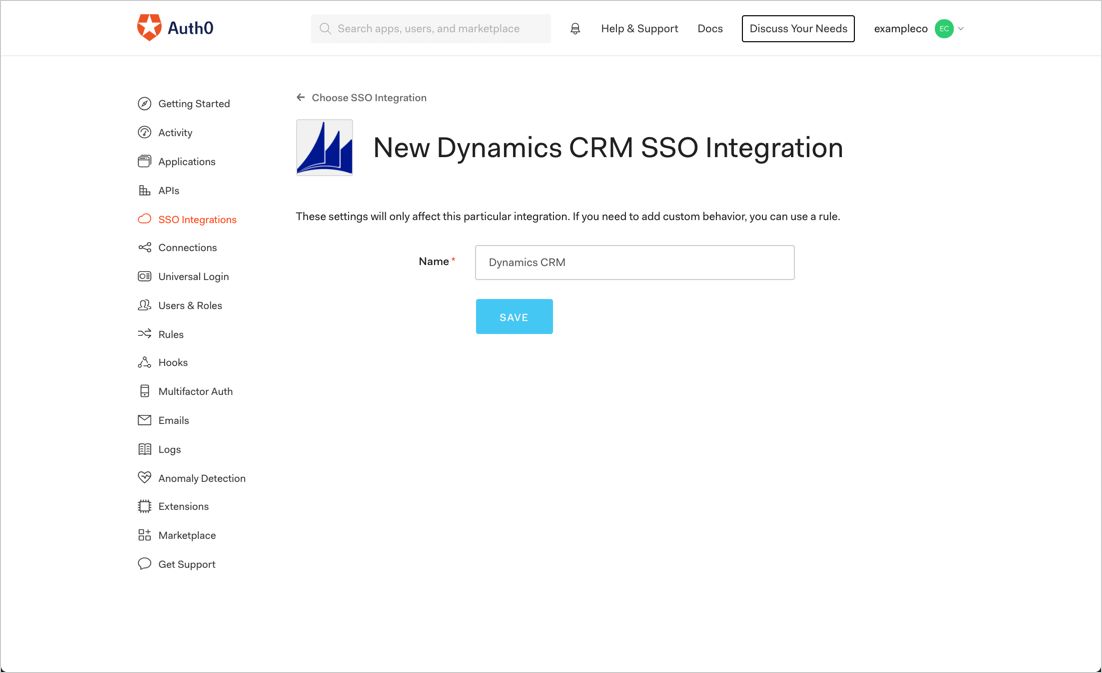 Auth0
Search apps, users, and marketplace
Help & Support
Docs
Discuss Your Needs
exampleco
EC
Getting Started
Activity
Applications
APIs
SSO Integrations
Connections
Universal Login
Users & Roles
Rules
Hooks
Multifactor Auth
Emails
Logs
Anomaly Detection
Extensions
Marketplace
Get Support
← Choose SSO Integration
New Dynamics CRM SSO Integration
These settings will only affect this particular integration. If you need to add custom behavior, you can use a rule.
Name *
Dynamics CRM
SAVE